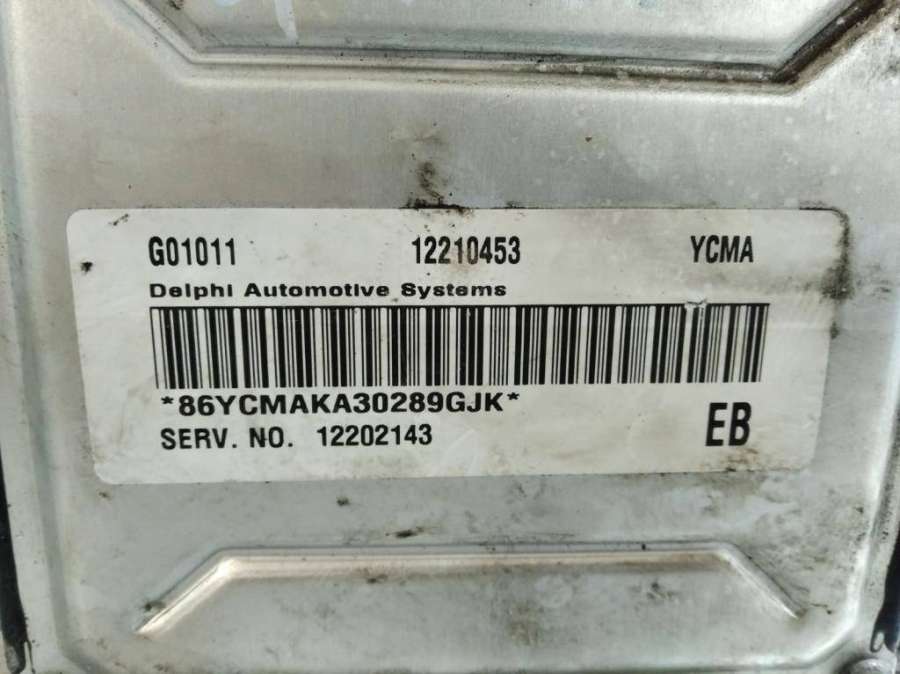 G01011 12210453 YCMA
Delphi Automotive Systems
*86YCMAKA30289GJK*
SERV. NO. 12202143 EB